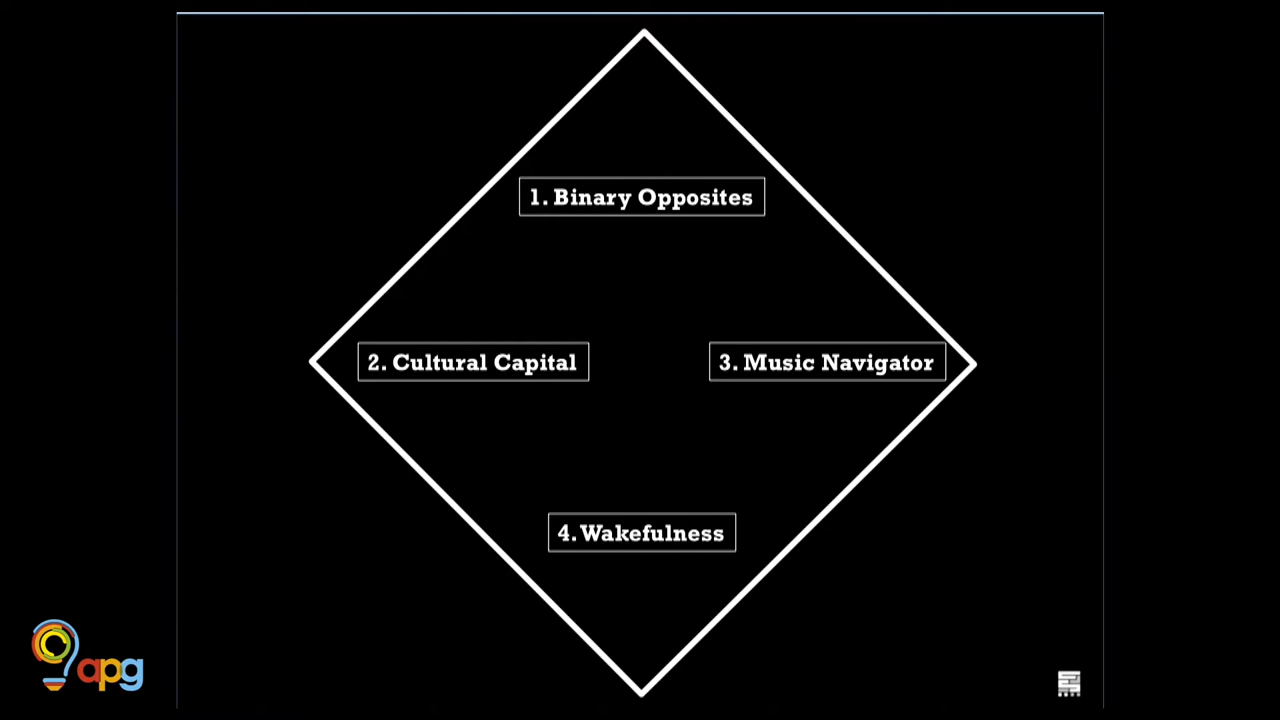 1. Binary Opposites
2. Cultural Capital
3. Music Navigator
4. Wakefulness
apg